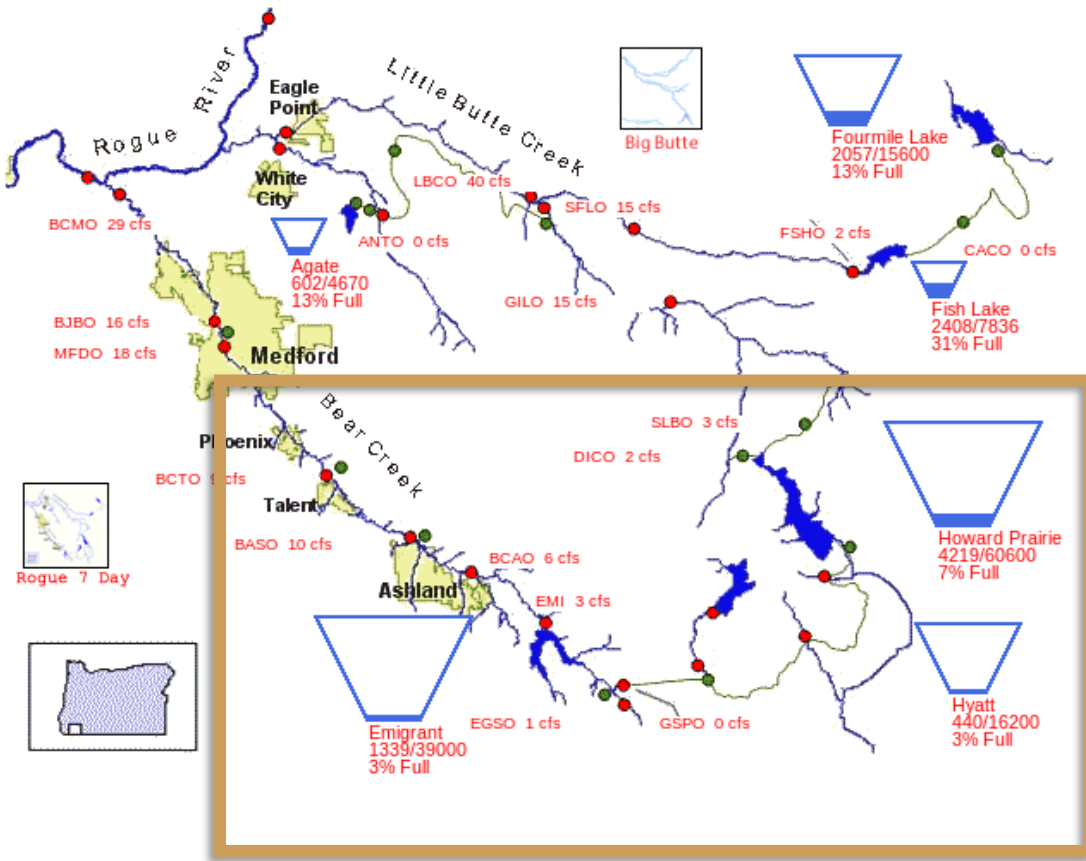 Rogue River
Eagle
Point
Little Butte Creek
Big Butte
Fourmile Lake
2057/15600
13% Full
White
City
LBCO 40 cfs
SFLO 15 cfs
BCMO 29 cfs
ANTO 0 cfs
FSHO 2 cfs
CACO 0 cfs
Agate
602/4670
13% Full
GILO 15 cfs
Fish Lake
2408/7836
31% Full
BJBO 16 cfs
MFDO 18 cfs
Medford
Bear Creek
Phoenix
SLBO 3 cfs
DICO 2 cfs
BCTO 9 cfs
Talent
Howard Prairie
4219/60600
7% Full
BASO 10 cfs
BCAO 6 cfs
Rogue 7 Day
Ashland
EMI 3 cfs
Hyatt
440/16200
3% Full
EGSO 1 cfs
GSPO 0 cfs
Emigrant
1339/39000
3% Full